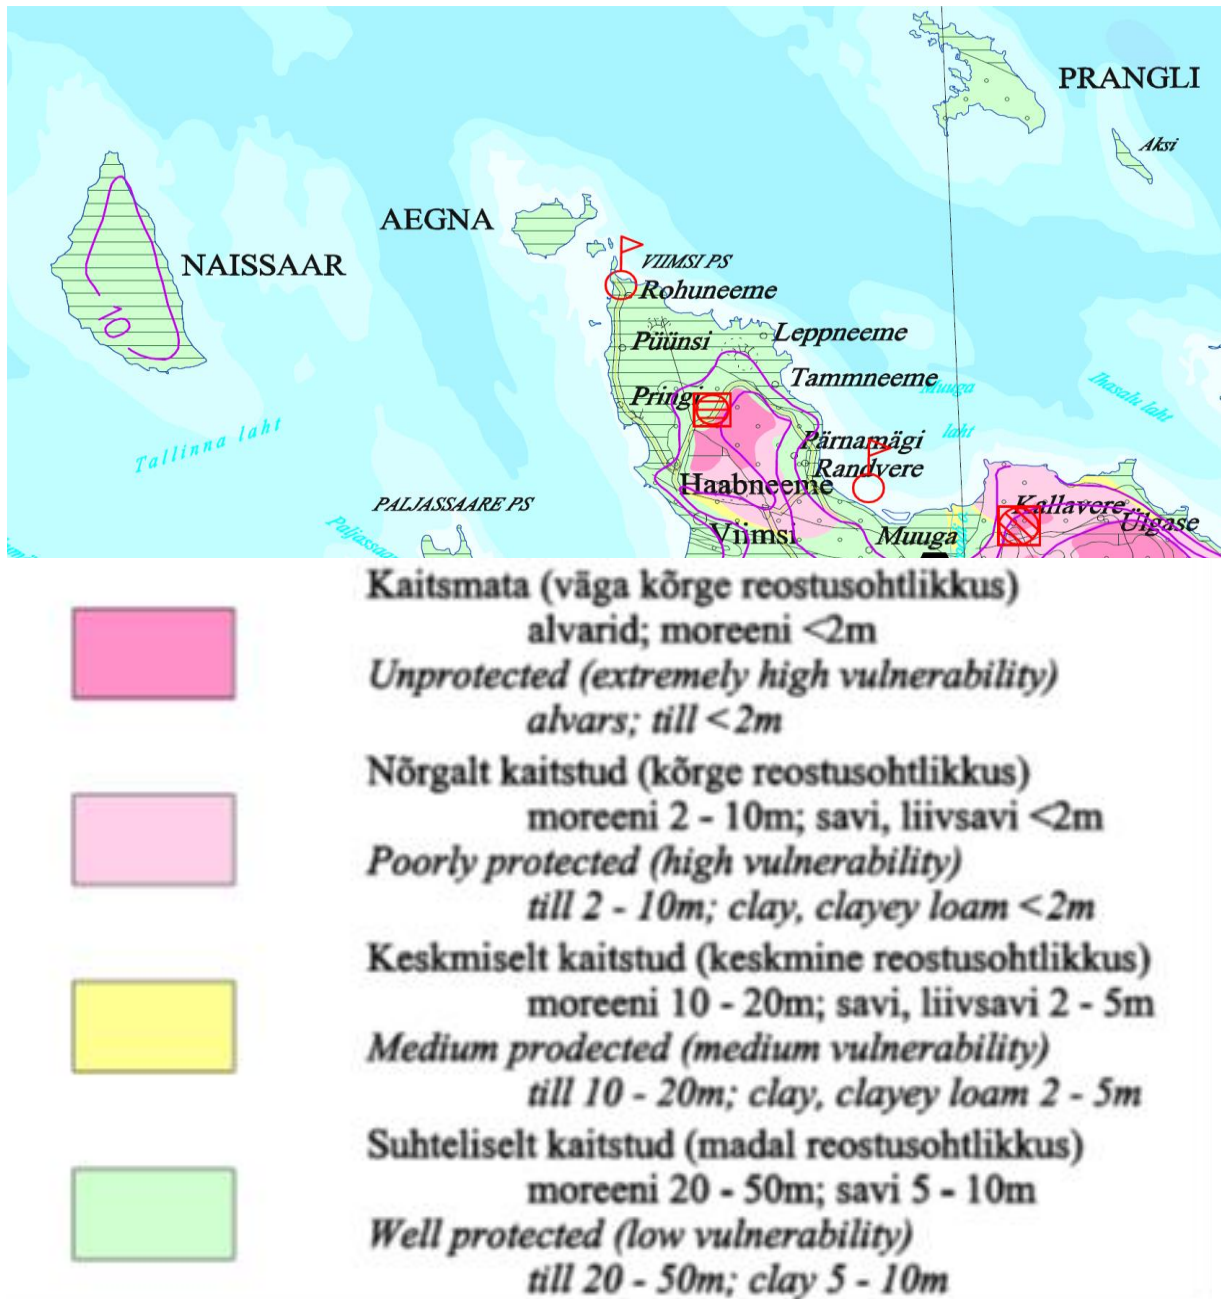 PRANGLI
Aksi
AEGNA
NAISSAAR
10
VIIMSI PS
Rohuneeme
Püünsi
Leppneeme
Tammneeme
Pringi
Muuga
laht
Ihasalu laht
Tallinna laht
Pärnamägi
Randvere
Haabneeme
PALJASSAARE PS
Paljassaar
Viimsi
Muuga
Kallavere
Ülgase
Kaitsmata (väga kõrge reostusohtlikkus)
alvarid; moreeni <2m
Unprotected (extremely high vulnerability)
alvars; till <2m
Nõrgalt kaitstud (kõrge reostusohtlikkus)
moreeni 2 - 10m; savi, liivsavi <2m
Poorly protected (high vulnerability)
till 2 - 10m; clay, clayey loam <2m
Keskmiselt kaitstud (keskmine reostusohtlikkus)
moreeni 10 - 20m; savi, liivsavi 2 - 5m
Medium prodected (medium vulnerability)
till 10 - 20m; clay, clayey loam 2 - 5m
Suhteliselt kaitstud (madal reostusohtlikkus)
moreeni 20 - 50m; savi 5 - 10m
Well protected (low vulnerability)
till 20 - 50m; clay 5 - 10m